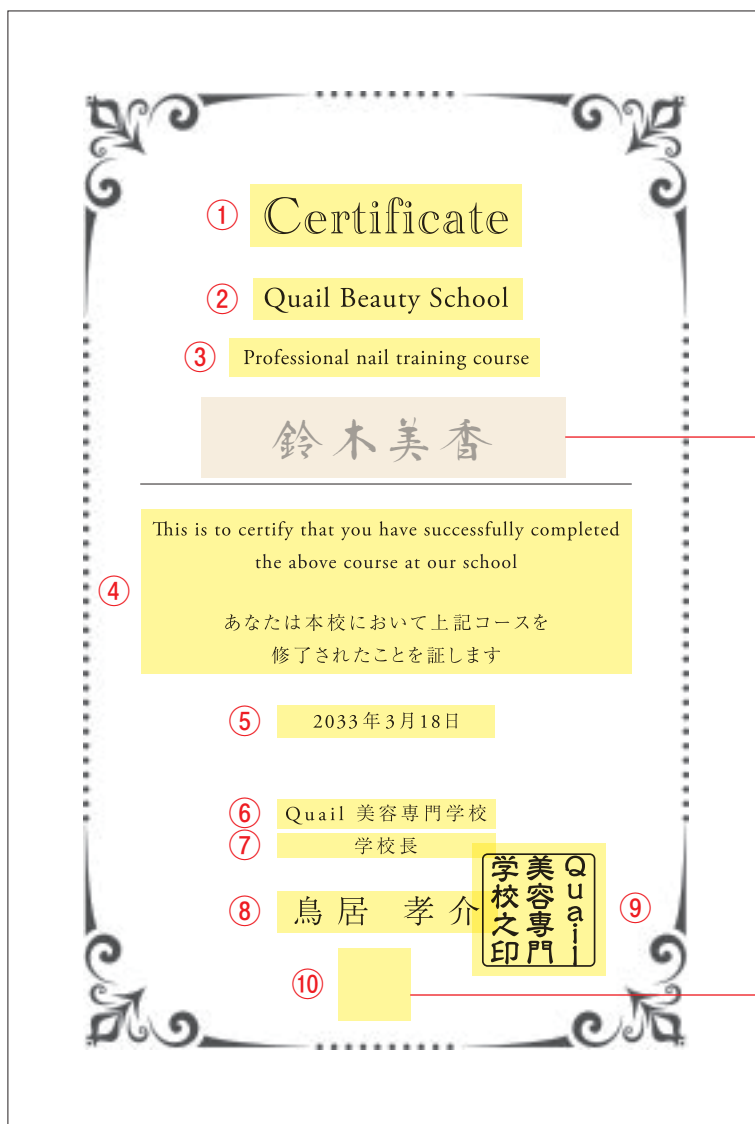 ① Certificate
② Quail Beauty School
③ Professional nail training course
鈴木美香
④
This is to certify that you have successfully completed
the above course at our school
あなたは本校において上記コースを
修了されたことを証します
⑤ 2033年3月18日
⑥ Quail 美容専門学校
⑦ 学校長
⑧ 鳥居 孝介
⑨
Quail
美容専門
学校之印
⑩